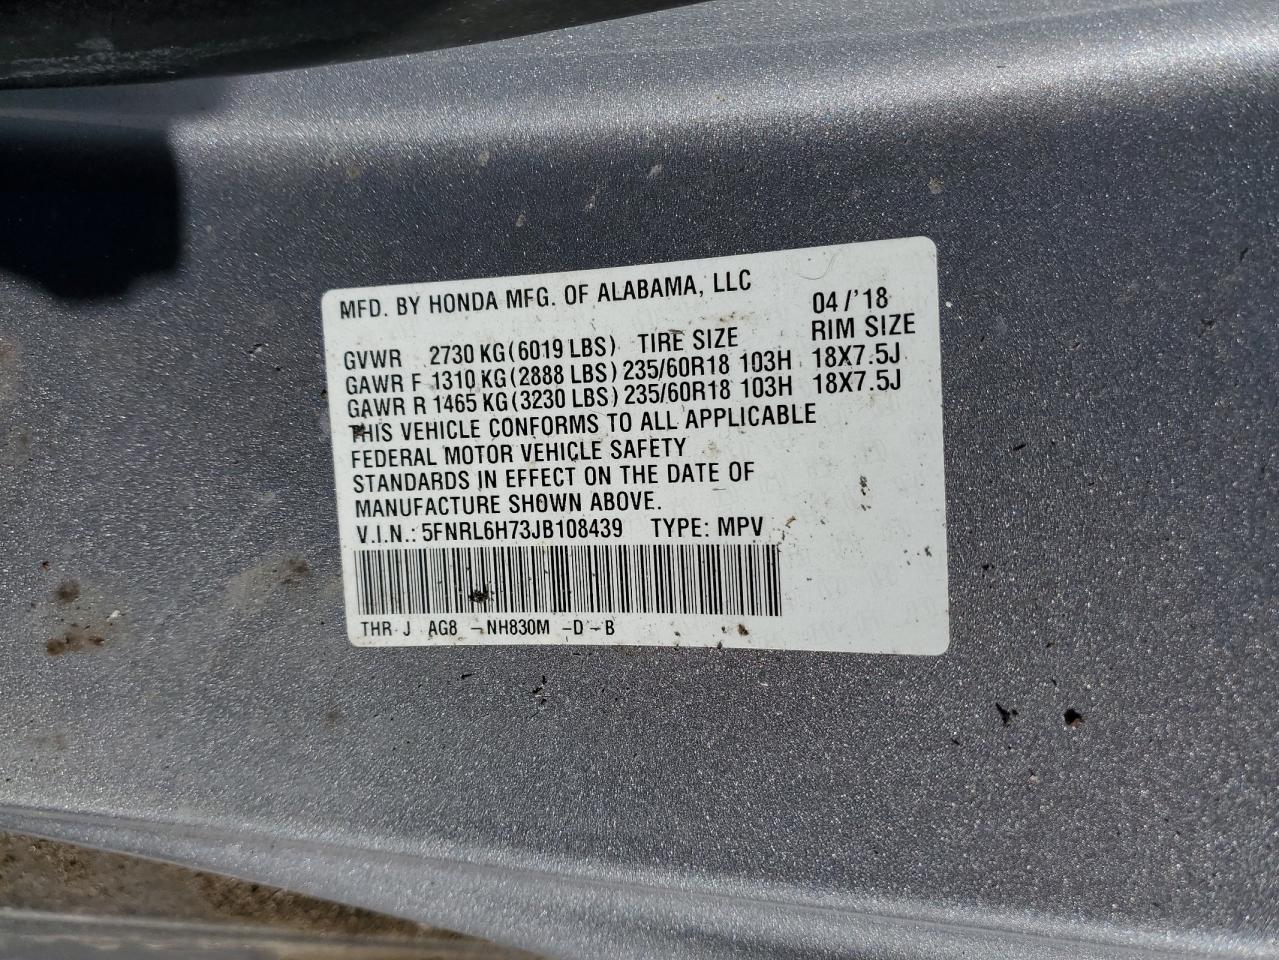 MFD. BY HONDA MFG. OF ALABAMA, LLC 04/'18
GVWR 2730 KG(6019 LBS) TIRE SIZE RIM SIZE
GAWR F 1310 KG(2888 LBS) 235/60R18 103H 18X7.5J
GAWR R 1465 KG(3230 LBS) 235/60R18 103H 18X7.5J
THIS VEHICLE CONFORMS TO ALL APPLICABLE
FEDERAL MOTOR VEHICLE SAFETY
STANDARDS IN EFFECT ON THE DATE OF
MANUFACTURE SHOWN ABOVE.
V.I.N.: 5FNRL6H73JB108439 TYPE: MPV
THR J AG8 -NH830M -D-B